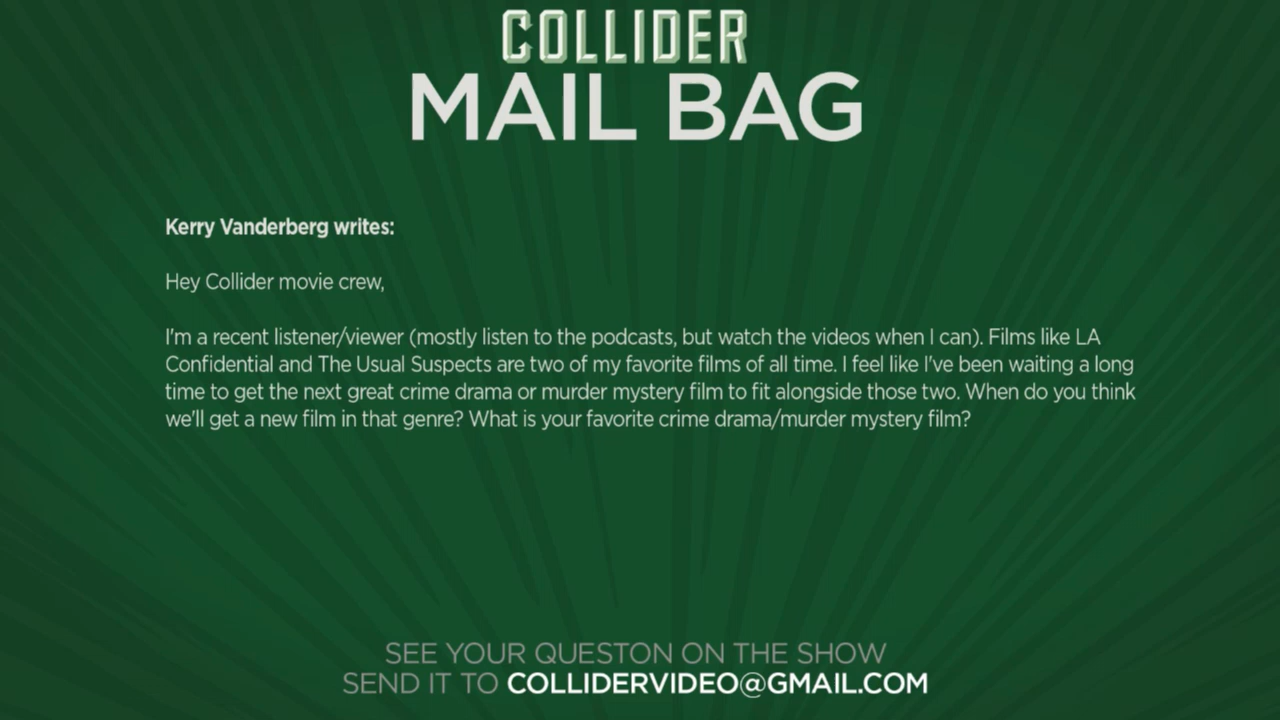 COLLIDER
MAIL BAG
Kerry Vanderberg writes:
Hey Collider movie crew,
I'm a recent listener/viewer (mostly listen to the podcasts, but watch the videos when I can). Films like LA
Confidential and The Usual Suspects are two of my favorite films of all time. I feel like I've been waiting a long
time to get the next great crime drama or murder mystery film to fit alongside those two. When do you think
we'll get a new film in that genre? What is your favorite crime drama/murder mystery film?
SEE YOUR QUESTON ON THE SHOW
SEND IT TO COLLIDERVIDEO@GMAIL.COM